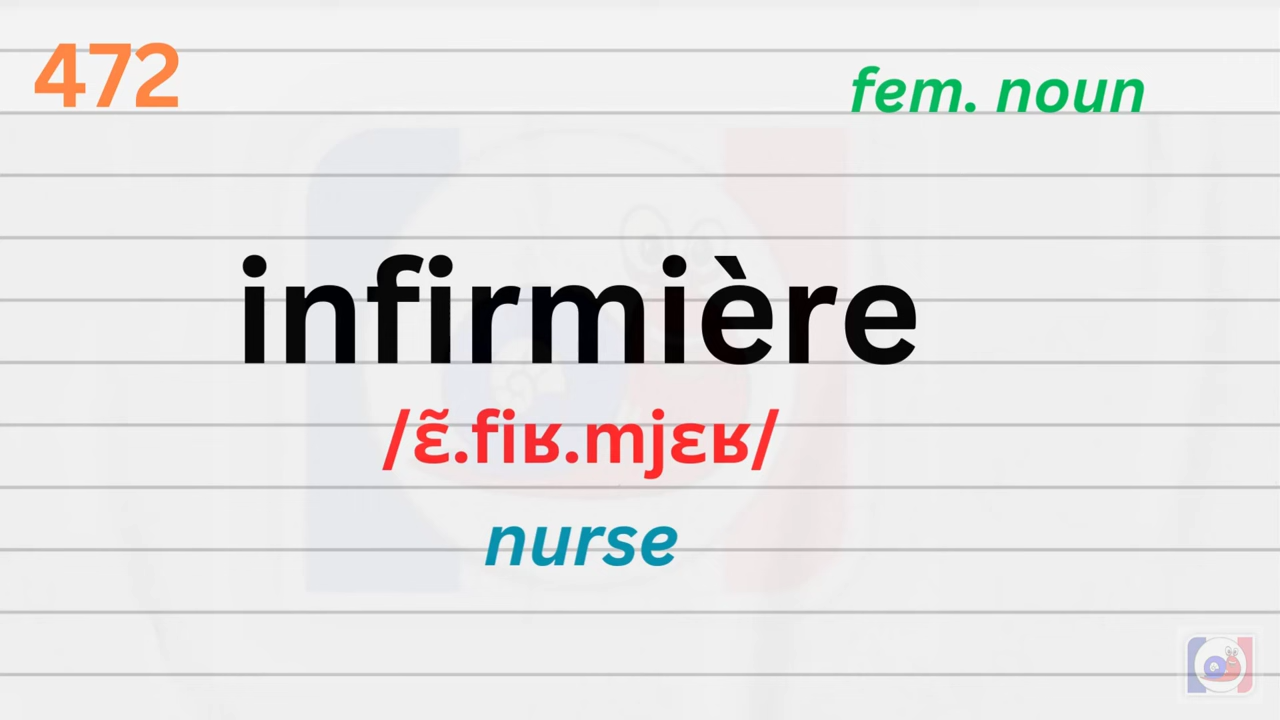 472
fem. noun
infirmière
/ɛ̃.fiʁ.mjɛʁ/
nurse